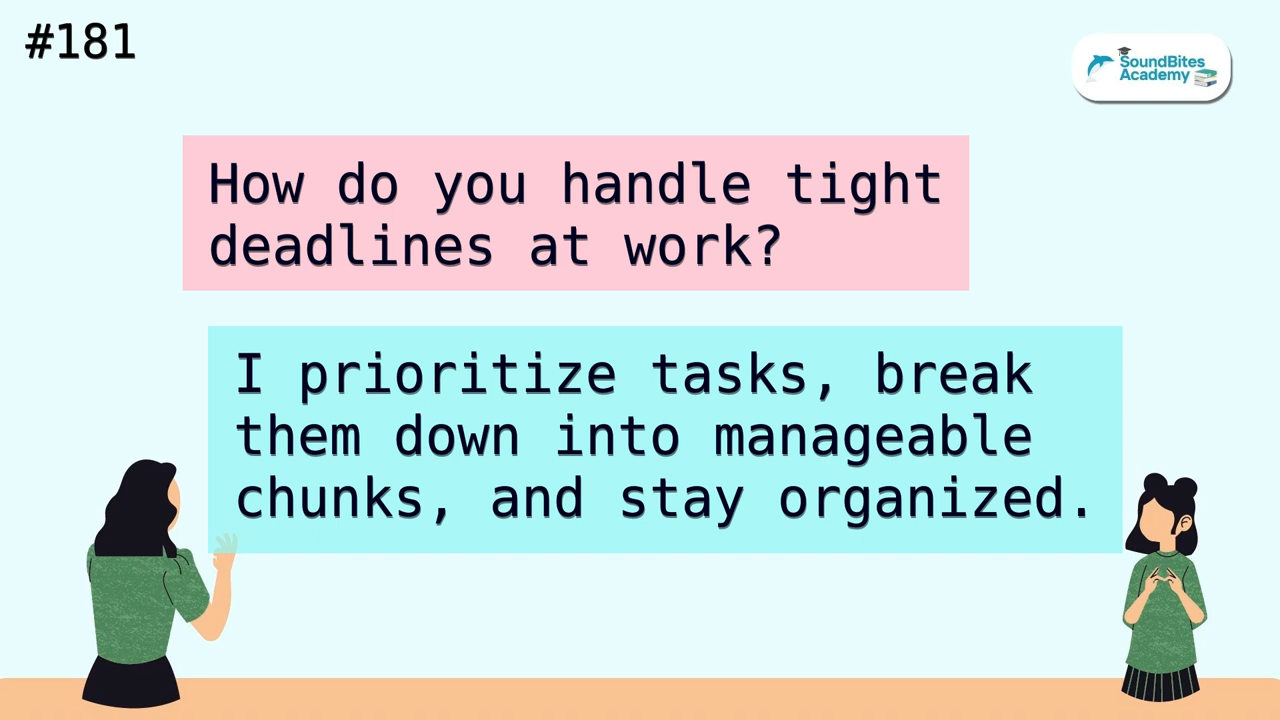 #181
SoundBites
Academy
How do you handle tight
deadlines at work?
I prioritize tasks, break
them down into manageable
chunks, and stay organized.